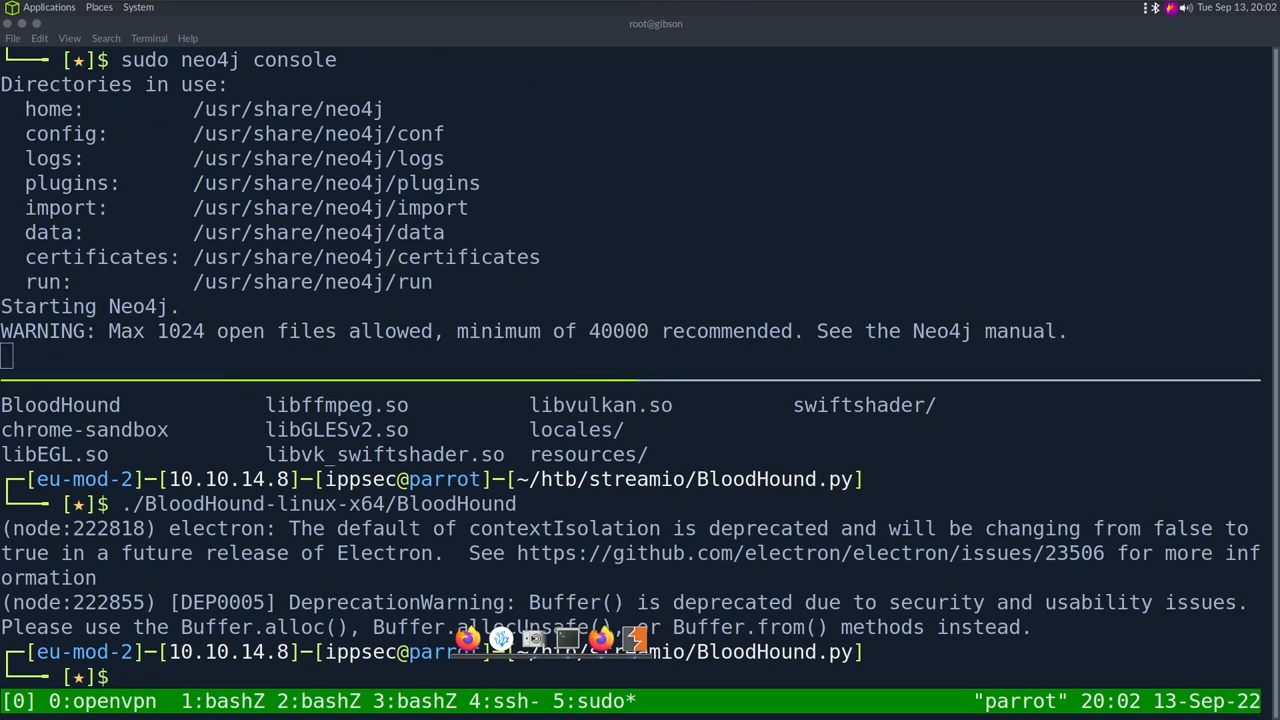 Applications Places System
Tue Sep 13, 20:02
root@gibson
File Edit View Search Terminal Help
└── [★]$ sudo neo4j console
Directories in use:
home: /usr/share/neo4j
config: /usr/share/neo4j/conf
logs: /usr/share/neo4j/logs
plugins: /usr/share/neo4j/plugins
import: /usr/share/neo4j/import
data: /usr/share/neo4j/data
certificates: /usr/share/neo4j/certificates
run: /usr/share/neo4j/run
Starting Neo4j.
WARNING: Max 1024 open files allowed, minimum of 40000 recommended. See the Neo4j manual.
BloodHound libffmpeg.so libvulkan.so swiftshader/
chrome-sandbox libGLESv2.so locales/
libEGL.so libvk_swiftshader.so resources/
┌─[eu-mod-2]─[10.10.14.8]─[ippsec@parrot]─[~/htb/streamio/BloodHound.py]
└── [★]$ ./BloodHound-linux-x64/BloodHound
(node:222818) electron: The default of contextIsolation is deprecated and will be changing from false to
true in a future release of Electron. See https://github.com/electron/electron/issues/23506 for more inf
ormation
(node:222855) [DEP0005] DeprecationWarning: Buffer() is deprecated due to security and usability issues.
Please use the Buffer.alloc(), Buffer.allocUnsafe(), or Buffer.from() methods instead.
┌─[eu-mod-2]─[10.10.14.8]─[ippsec@parrot]─[~/htb/streamio/BloodHound.py]
└── [★]$
[0] 0:openvpn 1:bashZ 2:bashZ 3:bashZ 4:ssh- 5:sudo* "parrot" 20:02 13-Sep-22